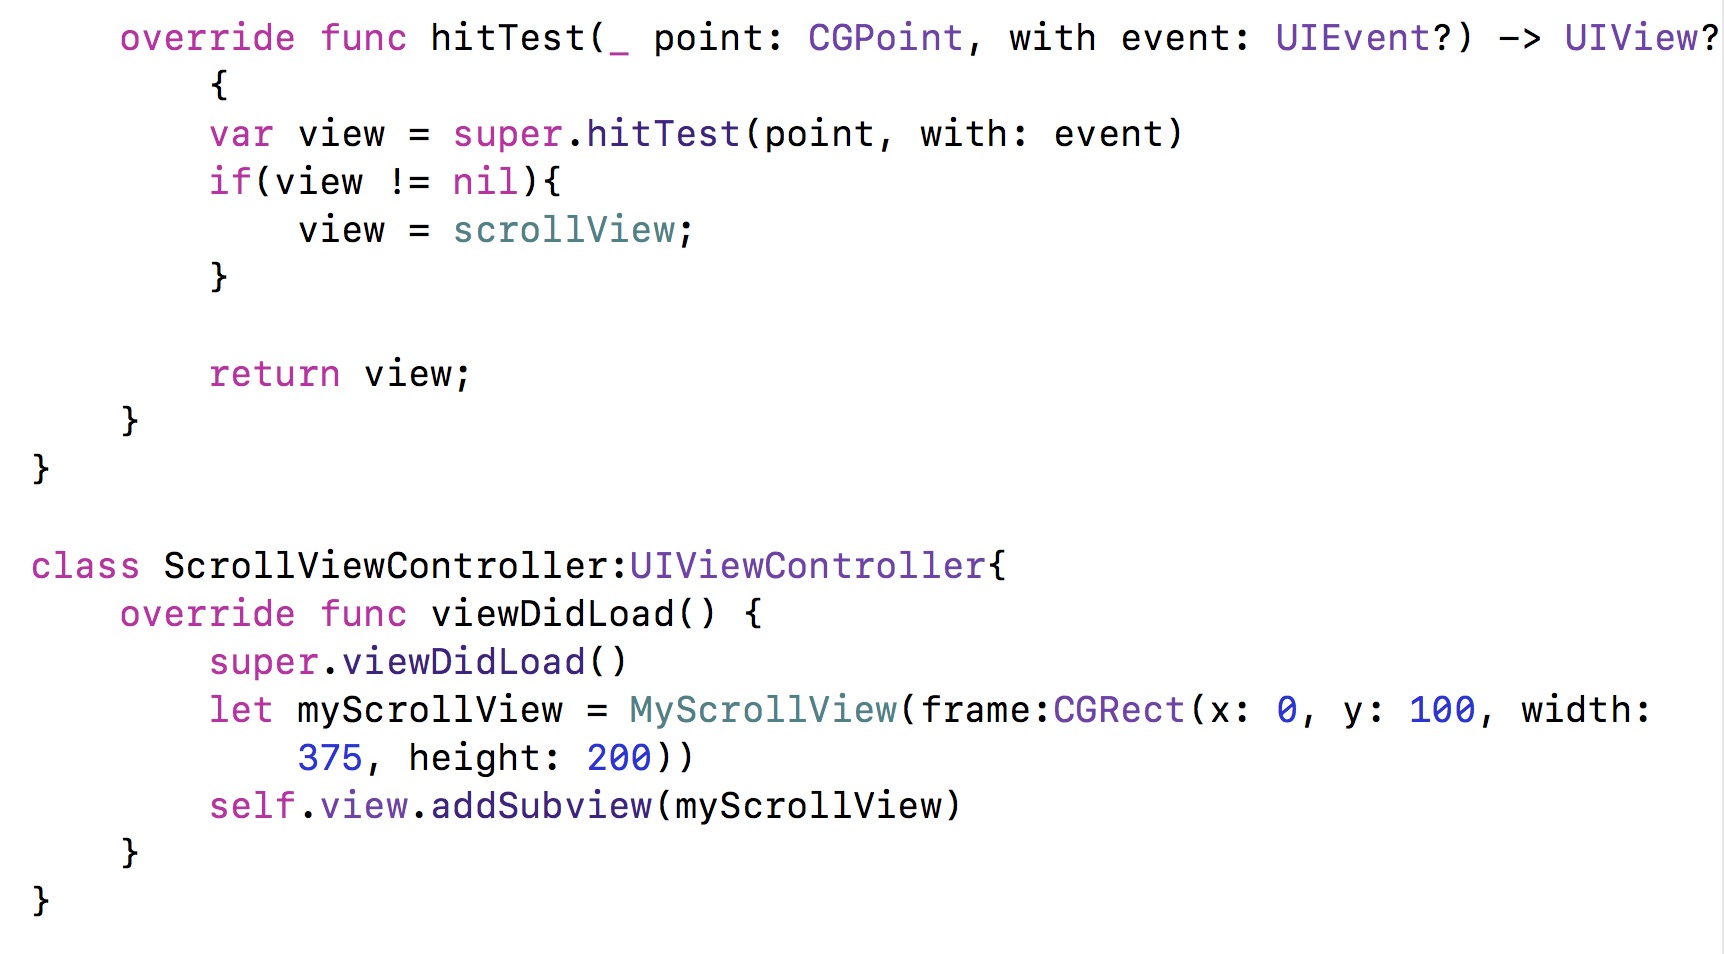 override func hitTest(_ point: CGPoint, with event: UIEvent?) -> UIView?
{
var view = super.hitTest(point, with: event)
if(view != nil){
view = scrollView;
}
return view;
}
}
class ScrollViewController:UIViewController{
override func viewDidLoad() {
super.viewDidLoad()
let myScrollView = MyScrollView(frame:CGRect(x: 0, y: 100, width:
375, height: 200))
self.view.addSubview(myScrollView)
}
}